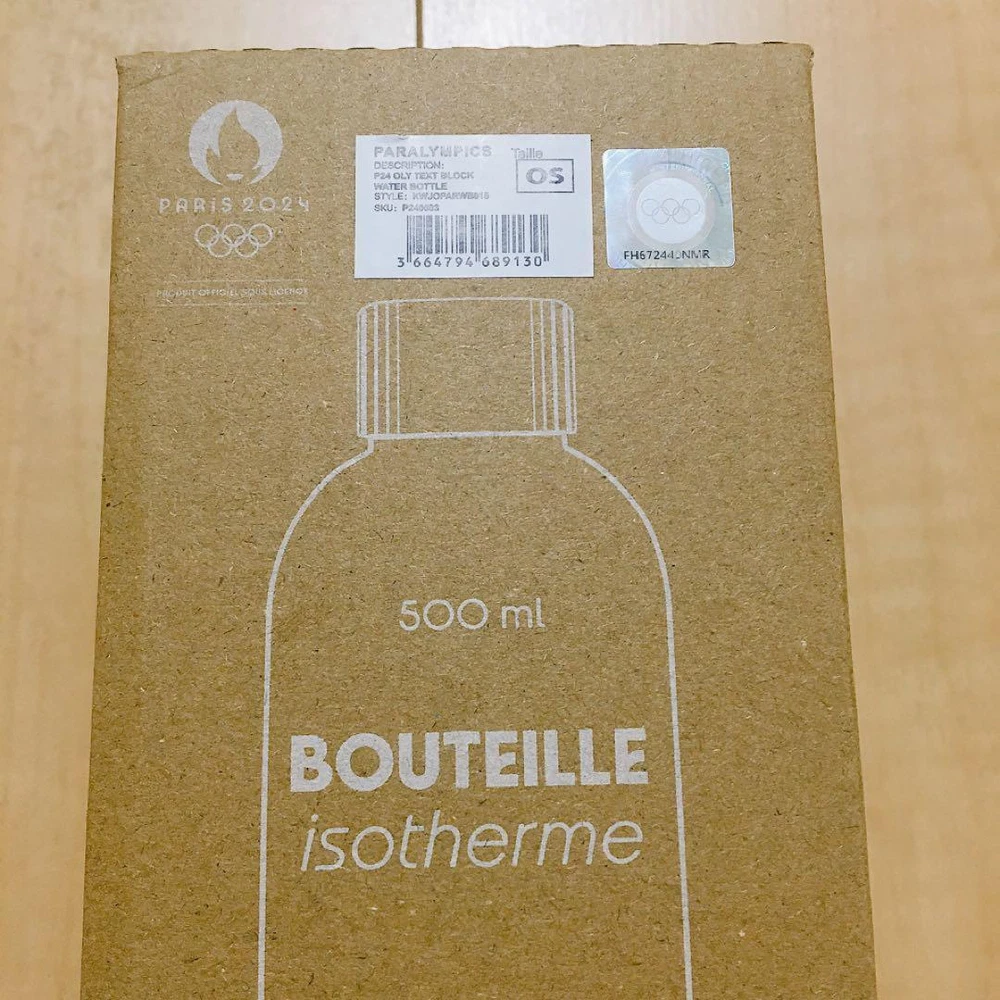 PARIS 2024
PRODUIT OFFICIEL SOUS LICENCE
PARALYMPICS
Taille
OS
DESCRIPTION:
P24 OLY TEXT BLOCK
WATER BOTTLE
STYLE:
SKU:
3 664794 689130
500 ml
BOUTEILLE
isotherme